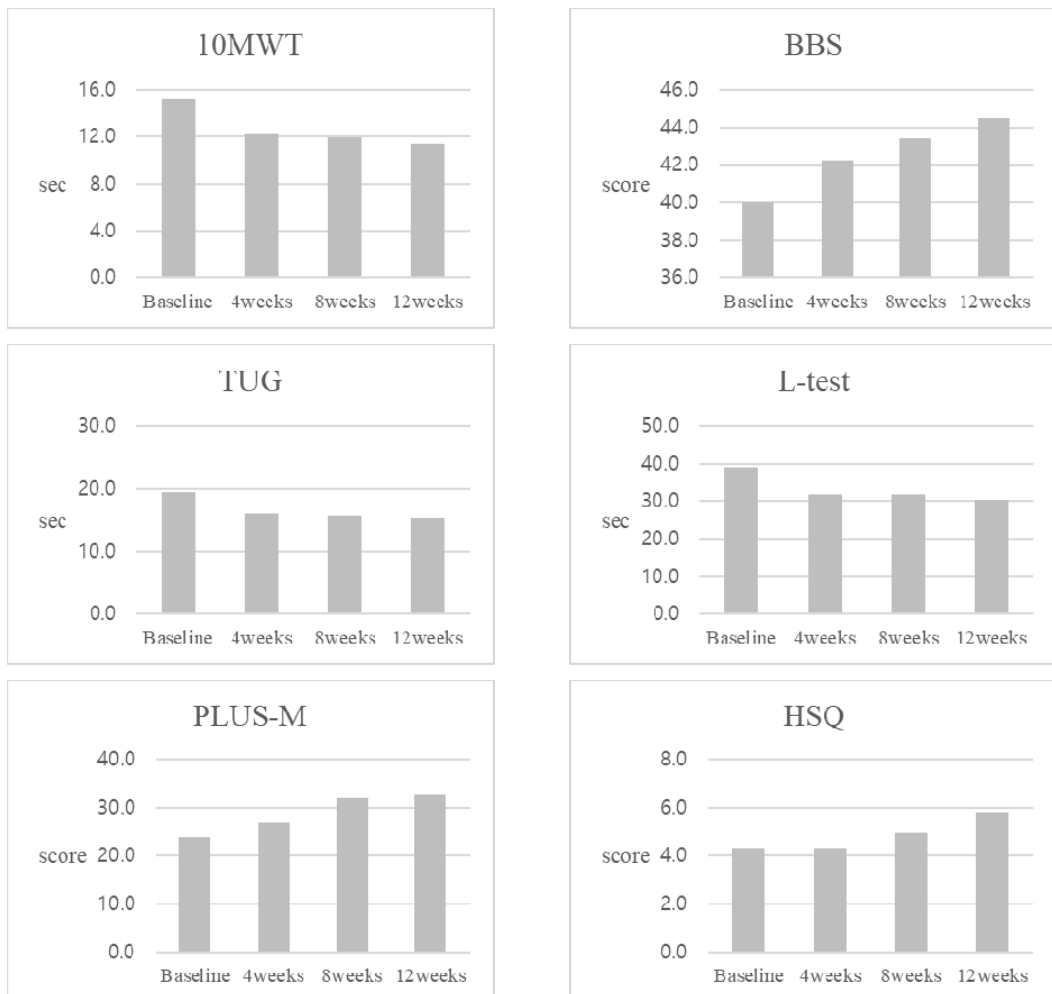 10MWT
16.0
12.0
sec
8.0
4.0
0.0
Baseline 4weeks 8weeks 12weeks
BBS
46.0
44.0
42.0
score
40.0
38.0
36.0
Baseline 4weeks 8weeks 12weeks
TUG
30.0
20.0
sec
10.0
0.0
Baseline 4weeks 8weeks 12weeks
L-test
50.0
40.0
30.0
sec
20.0
10.0
0.0
Baseline 4weeks 8weeks 12weeks
PLUS-M
40.0
30.0
score 20.0
10.0
0.0
Baseline 4weeks 8weeks 12weeks
HSQ
8.0
6.0
score 4.0
2.0
0.0
Baseline 4weeks 8weeks 12weeks